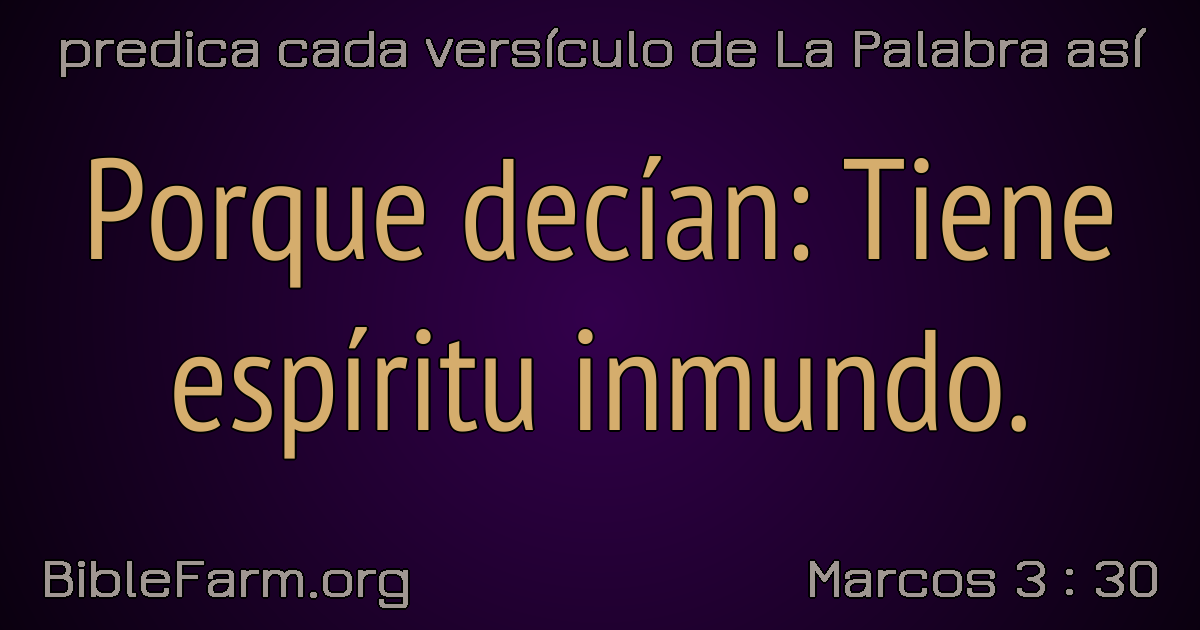 predica cada versículo de La Palabra así
Porque decían: Tiene
espíritu inmundo.
BibleFarm.org
Marcos 3 : 30